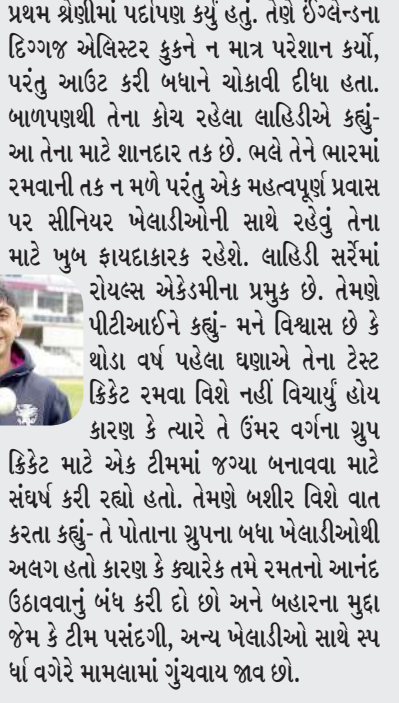 પ્રથમ શ્રેણીમાં પર્દાપણ કર્યું હતું. તેણે ઈંગ્લેન્ડના
દિગ્ગજ એલિસ્ટર કુકને ન માત્ર પરેશાન કર્યો,
પરંતુ આઉટ કરી બધાને ચોકાવી દીધા હતા.
બાળપણથી તેના કોચ રહેલા લાહિડીએ કહ્યું-
આ તેના માટે શાનદાર તક છે. ભલે તેને ભારમાં
રમવાની તક ન મળે પરંતુ એક મહત્વપૂર્ણ પ્રવાસ
પર સીનિયર ખેલાડીઓની સાથે રહેવું તેના
માટે ખુબ ફાયદાકારક રહેશે. લાહિડી સર્રેમાં
રોયલ્સ એકેડમીના પ્રમુક છે. તેમણે
પીટીઆઈને કહ્યું- મને વિશ્વાસ છે કે
થોડા વર્ષ પહેલા ઘણાએ તેના ટેસ્ટ
ક્રિકેટ રમવા વિશે નહીં વિચાર્યું હોય
કારણ કે ત્યારે તે ઉંમર વર્ગના ગ્રુપ
ક્રિકેટ માટે એક ટીમમાં જગ્યા બનાવવા માટે
સંઘર્ષ કરી રહ્યો હતો. તેમણે બશીર વિશે વાત
કરતા કહ્યું- તે પોતાના ગ્રુપના બધા ખેલાડીઓથી
અલગ હતો કારણ કે ક્યારેક તમે રમતનો આનંદ
ઉઠાવવાનું બંધ કરી દો છો અને બહારના મુદ્દા
જેમ કે ટીમ પસંદગી, અન્ય ખેલાડીઓ સાથે સ્પ
ર્ધા વગેરે મામલામાં ગુંચવાય જાવ છો.